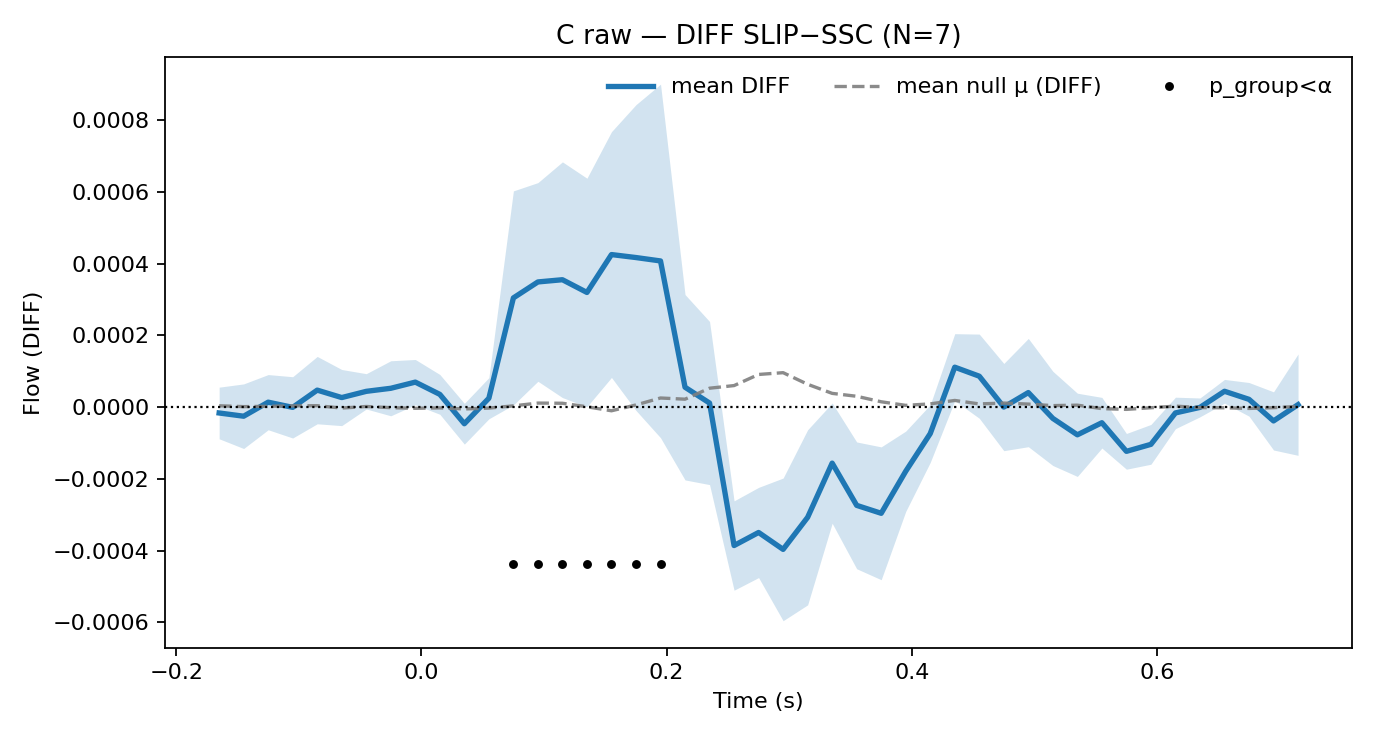 C raw — DIFF SLIP−SSC (N=7)
mean DIFF
mean null μ (DIFF)
p_group<α
Flow (DIFF)
0.0008
0.0006
0.0004
0.0002
0.0000
−0.0002
−0.0004
−0.0006
−0.2
0.0
0.2
0.4
0.6
Time (s)